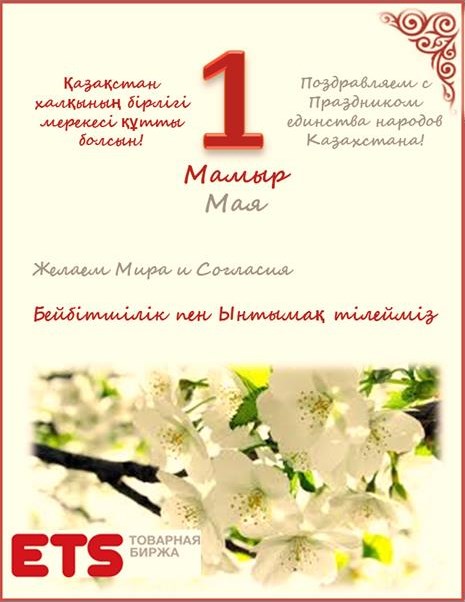 Қазақстан
халқының бірлігі
мерекесі құтты
болсын!
1
Поздравляем с
Праздником
единства народов
Казахстана!
Мамыр
Мая
Желаем Мира и Согласия
Бейбітшілік пен Ынтымақ тілейміз
ETS ТОВАРНАЯ
БИРЖА